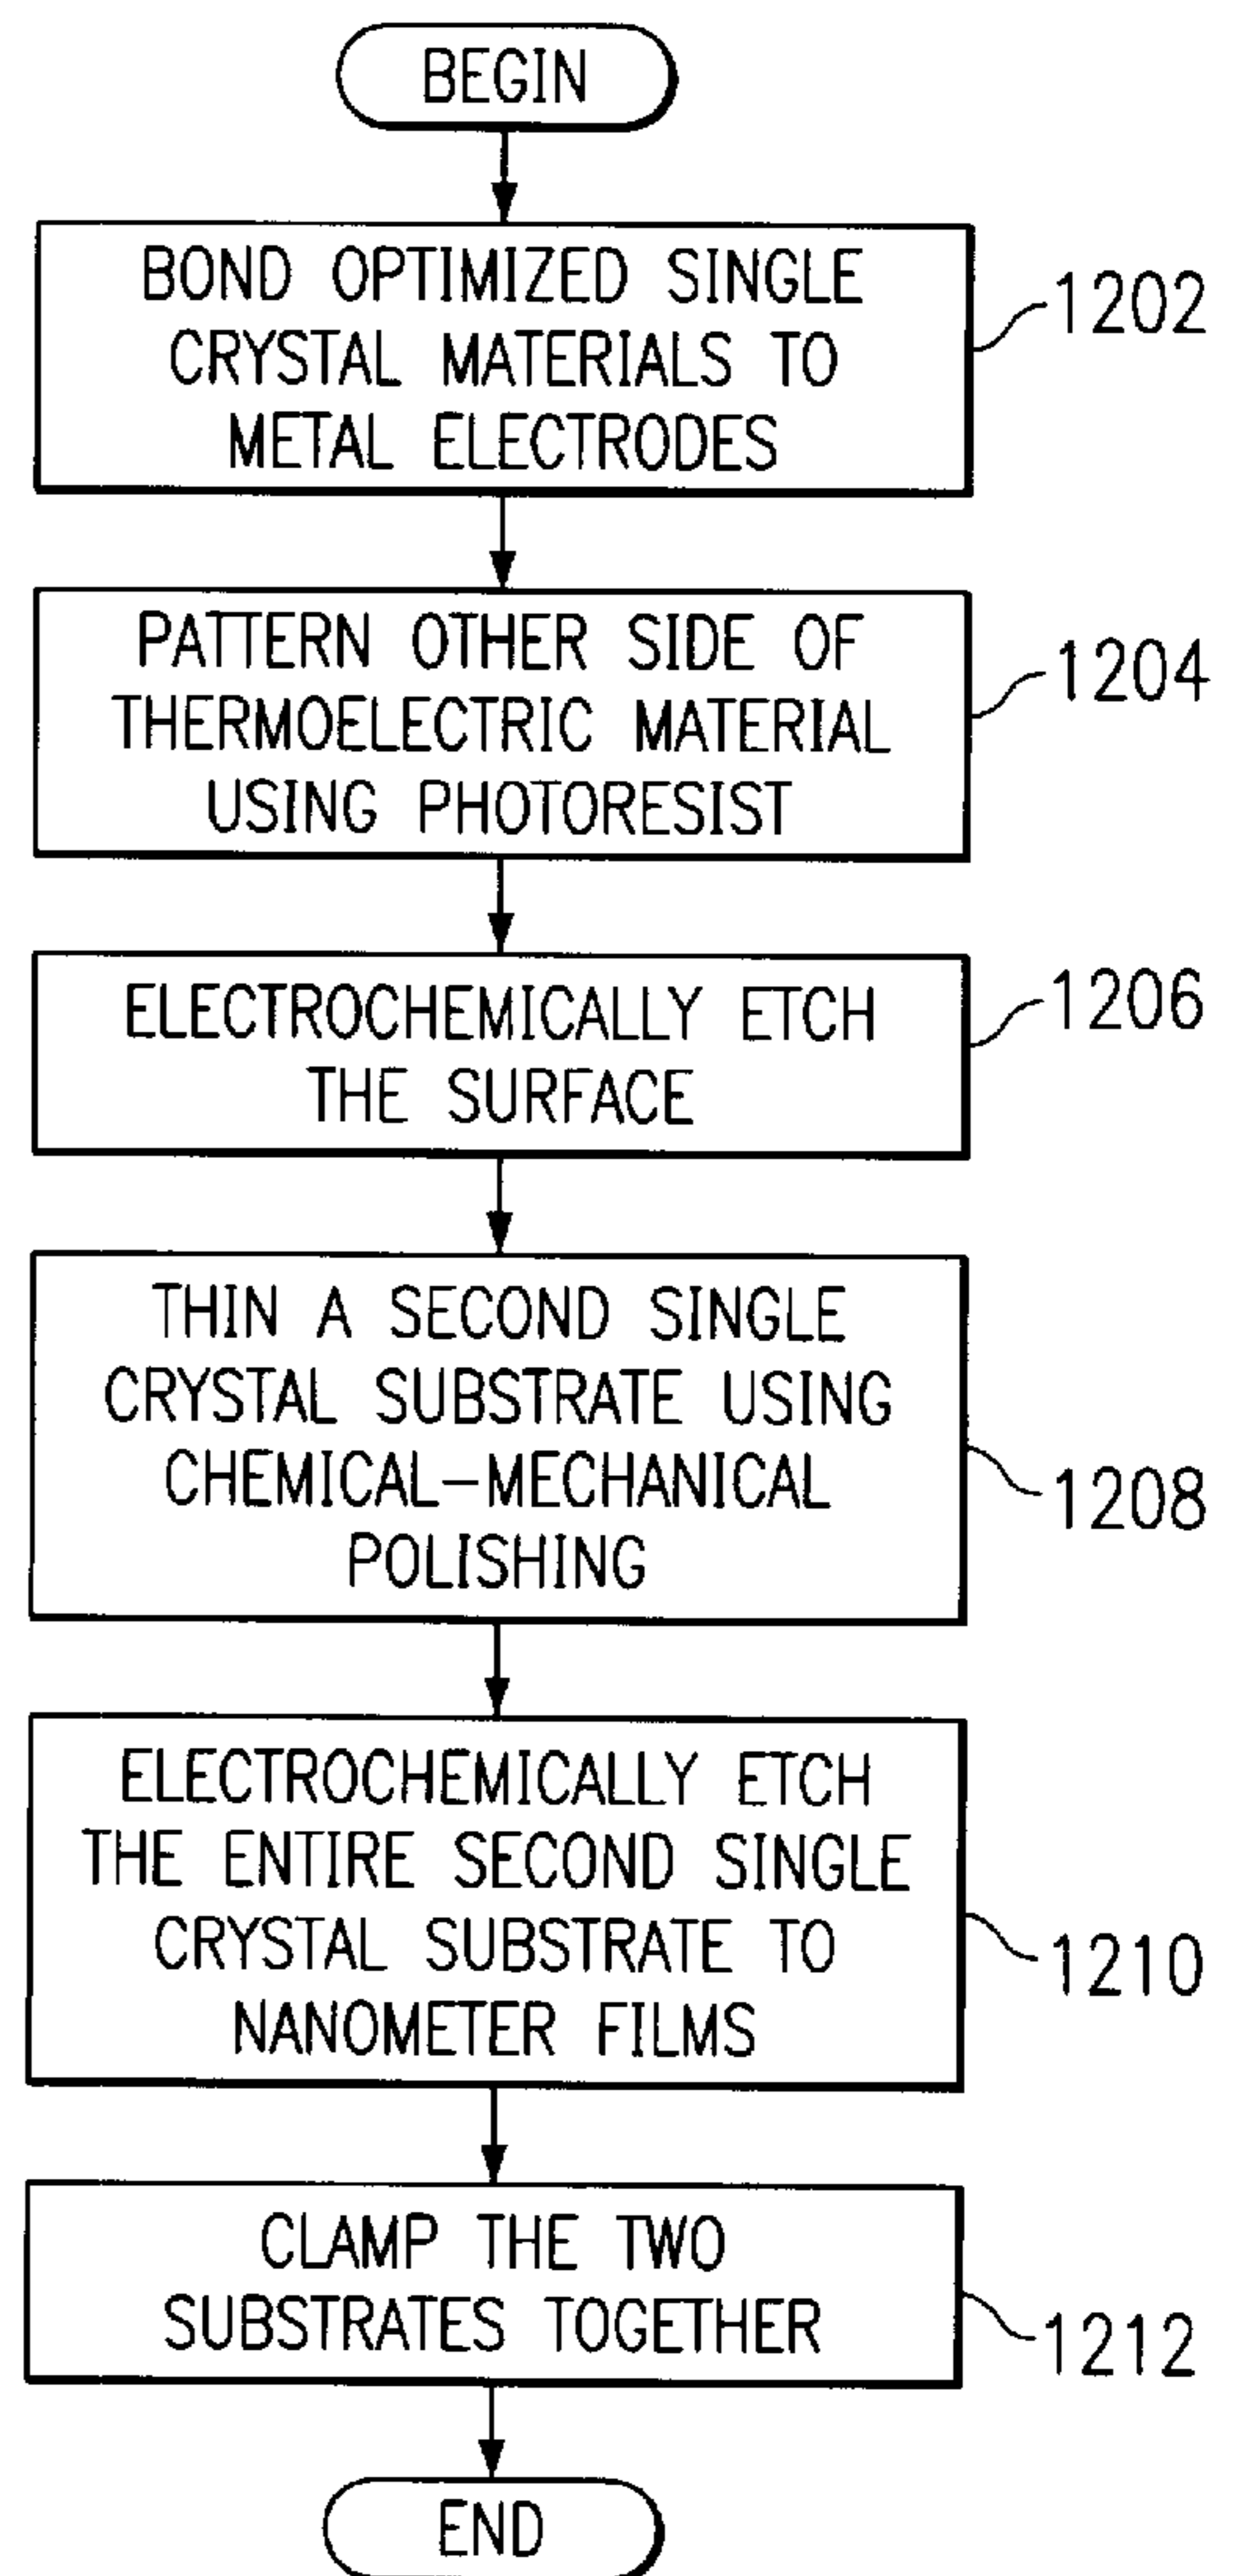 BEGIN
BOND OPTIMIZED SINGLE
CRYSTAL MATERIALS TO
METAL ELECTRODES
1202
PATTERN OTHER SIDE OF
THERMOELECTRIC MATERIAL
USING PHOTORESIST
1204
ELECTROCHEMICALLY ETCH
THE SURFACE
1206
THIN A SECOND SINGLE
CRYSTAL SUBSTRATE USING
CHEMICAL-MECHANICAL
POLISHING
1208
ELECTROCHEMICALLY ETCH
THE ENTIRE SECOND SINGLE
CRYSTAL SUBSTRATE TO
NANOMETER FILMS
1210
CLAMP THE TWO
SUBSTRATES TOGETHER
1212
END